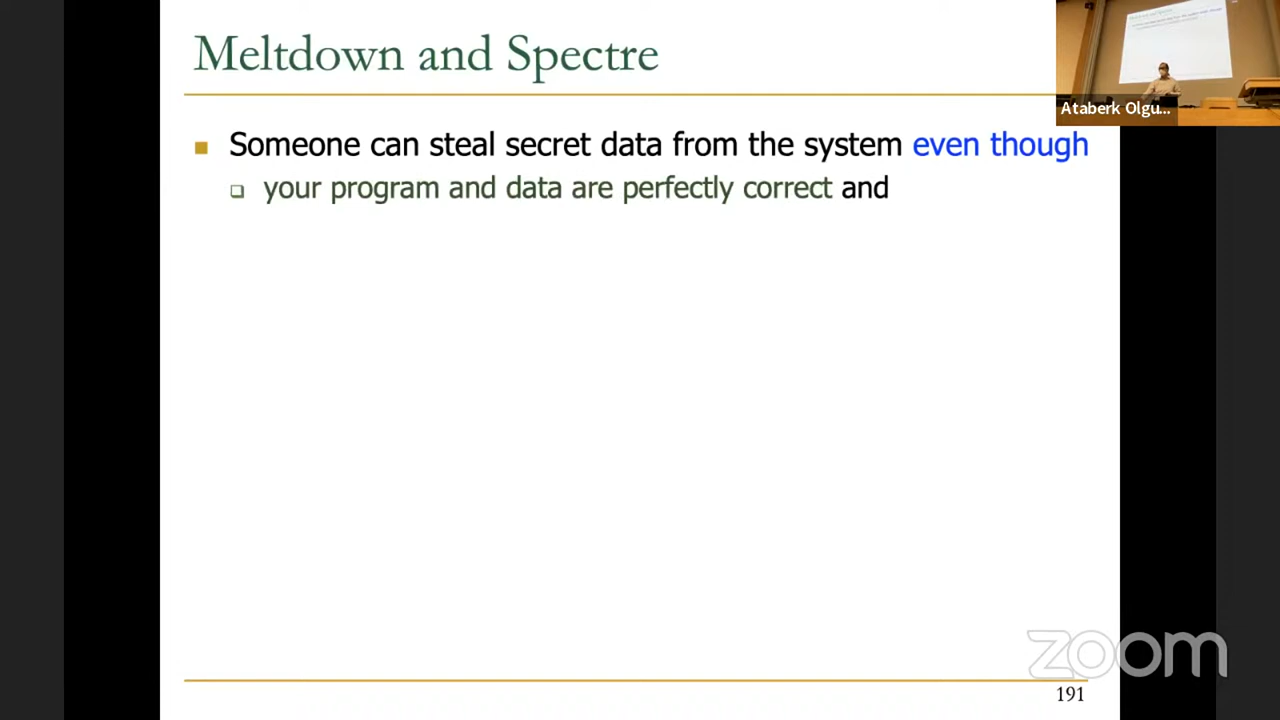 Meltdown and Spectre
Someone can steal secret data from the system even though
your program and data are perfectly correct and
Ataberk Olgu...
zoom
191